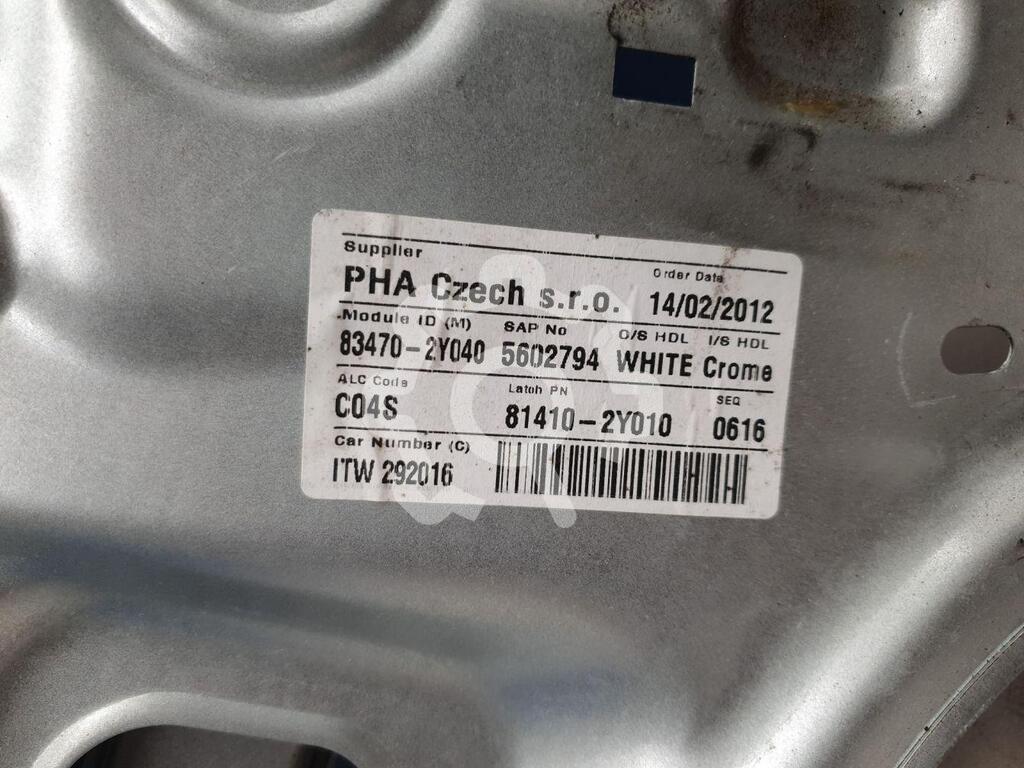 Supplier
PHA Czech s.r.o.
Order Date
14/02/2012
Module ID (M) SAP No O/S HDL I/S HDL
83470-2Y040 5602794 WHITE Crome
ALC Code Latch PN SEQ
C04S 81410-2Y010 0616
Car Number (C)
ITW 292016